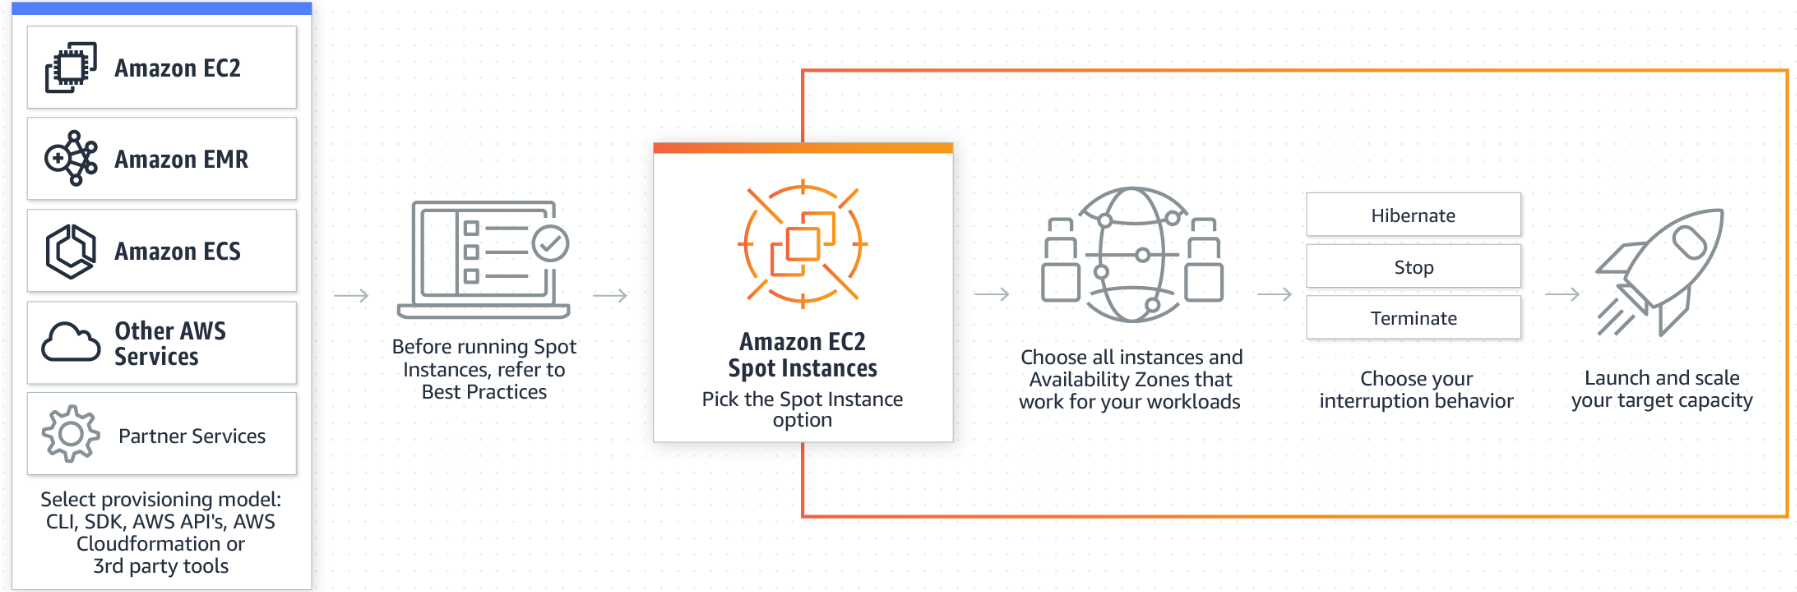 Amazon EC2
Amazon EMR
Amazon ECS
Other AWS
Services
Partner Services
Select provisioning model:
CLI, SDK, AWS API's, AWS
Cloudformation or
3rd party tools
Before running Spot
Instances, refer to
Best Practices
Amazon EC2
Spot Instances
Pick the Spot Instance
option
Choose all instances and
Availability Zones that
work for your workloads
Hibernate
Stop
Terminate
Choose your
interruption behavior
Launch and scale
your target capacity